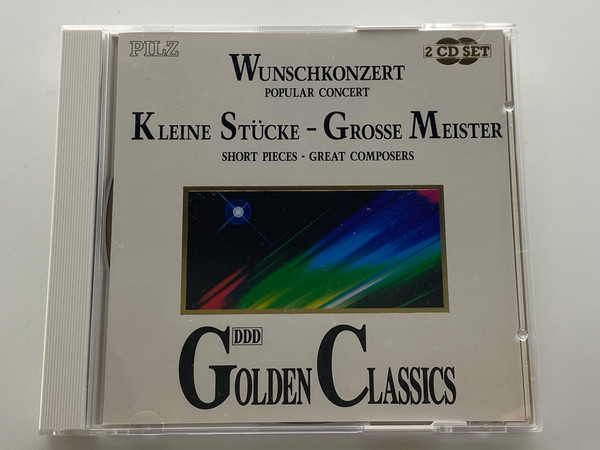 PILZ
2 CD SET
WUNSCHKONZERT
POPULAR CONCERT
KLEINE STÜCKE – GROSSE MEISTER
SHORT PIECES - GREAT COMPOSERS
DDD
GOLDEN CLASSICS